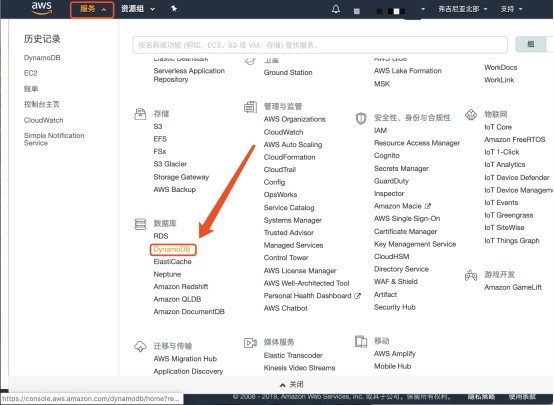 aws
服务
资源组
弗吉尼亚北部
支持
历史记录
DynamoDB
EC2
账单
控制台主页
CloudWatch
Simple Notification
Service
按名称或功能 (例如, EC2、S3 或 VM、存储) 查找服务。
组
Elastic Beanstalk
Serverless Application
Repository
存储
S3
EFS
FSx
S3 Glacier
Storage Gateway
AWS Backup
数据库
RDS
DynamoDB
ElastiCache
Neptune
Amazon Redshift
Amazon QLDB
Amazon DocumentDB
迁移与传输
AWS Migration Hub
Application Discovery
卫星
Ground Station
管理与监管
AWS Organizations
CloudWatch
AWS Auto Scaling
CloudFormation
CloudTrail
Config
OpsWorks
Service Catalog
Systems Manager
Trusted Advisor
Managed Services
Control Tower
AWS License Manager
AWS Well-Architected Tool
Personal Health Dashboard
AWS Chatbot
媒体服务
Elastic Transcoder
Kinesis Video Streams
AWS Glue
AWS Lake Formation
MSK
安全性、身份与合规性
IAM
Resource Access Manager
Cognito
Secrets Manager
GuardDuty
Inspector
Amazon Macie
AWS Single Sign-On
Certificate Manager
Key Management Service
CloudHSM
Directory Service
WAF & Shield
Artifact
Security Hub
移动
AWS Amplify
Mobile Hub
WorkDocs
WorkLink
物联网
IoT Core
Amazon FreeRTOS
IoT 1-Click
IoT Analytics
IoT Device Defender
IoT Device Manageme
IoT Events
IoT Greengrass
IoT SiteWise
IoT Things Graph
游戏开发
Amazon GameLift
关闭
https://console.aws.amazon.com/dynamodb/home?re...
© 2008 - 2019, Amazon Web Services, Inc. 或其子公司。保留所有权利。
隐私策略
使用条款